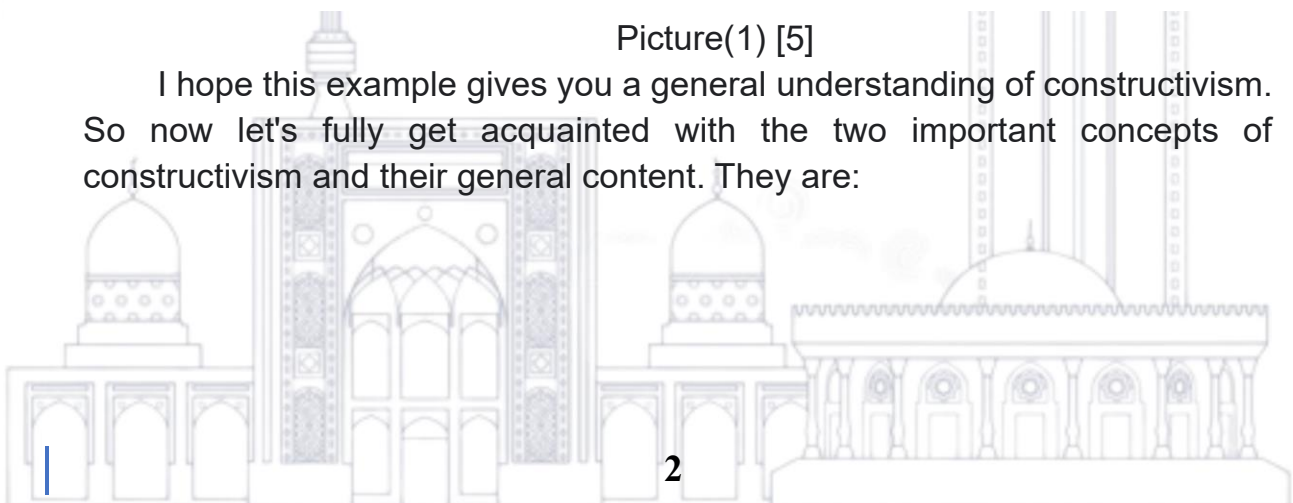 Picture(1) [5]
I hope this example gives you a general understanding of constructivism.
So now let's fully get acquainted with the two important concepts of
constructivism and their general content. They are:
2